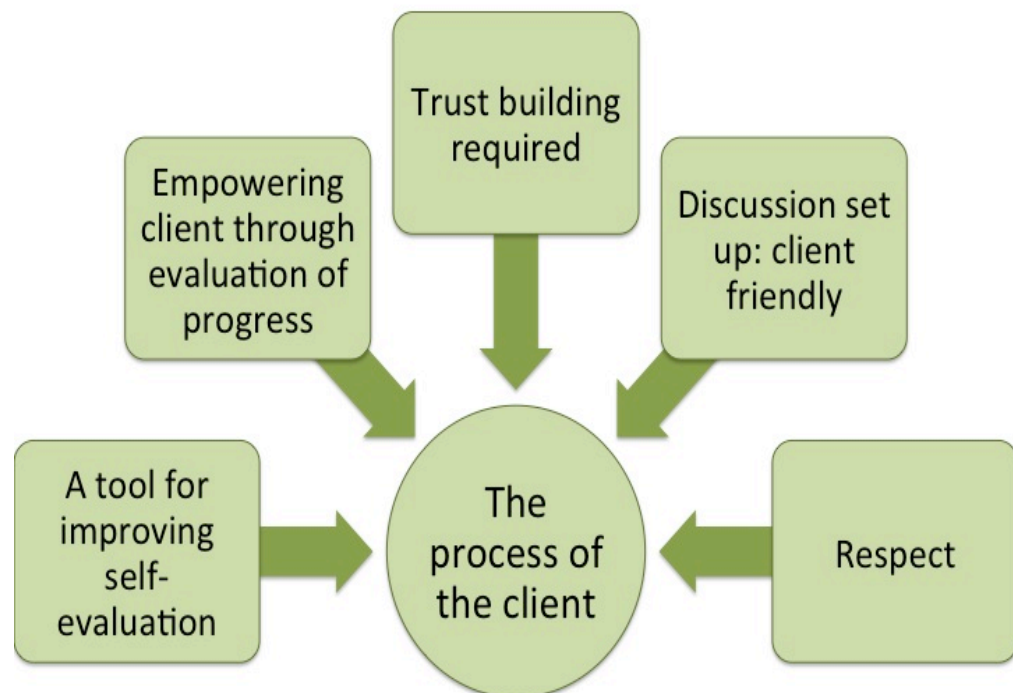 Trust building
required
Empowering
client through
evaluation of
progress
Discussion set
up: client
friendly
A tool for
improving
self-
evaluation
The
process of
the client
Respect